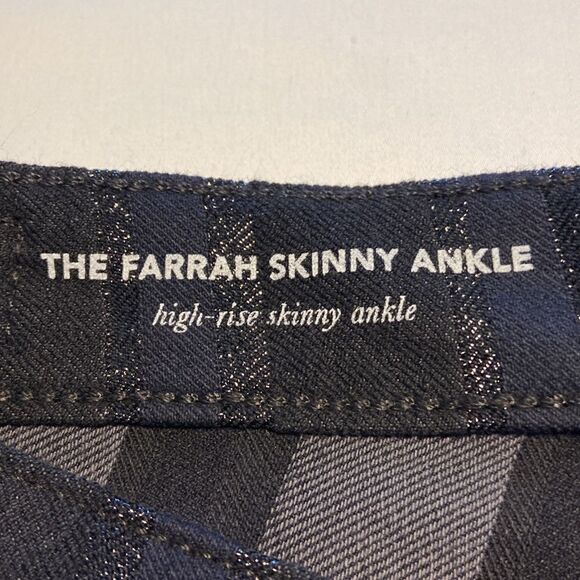 THE FARRAH SKINNY ANKLE
high-rise skinny ankle